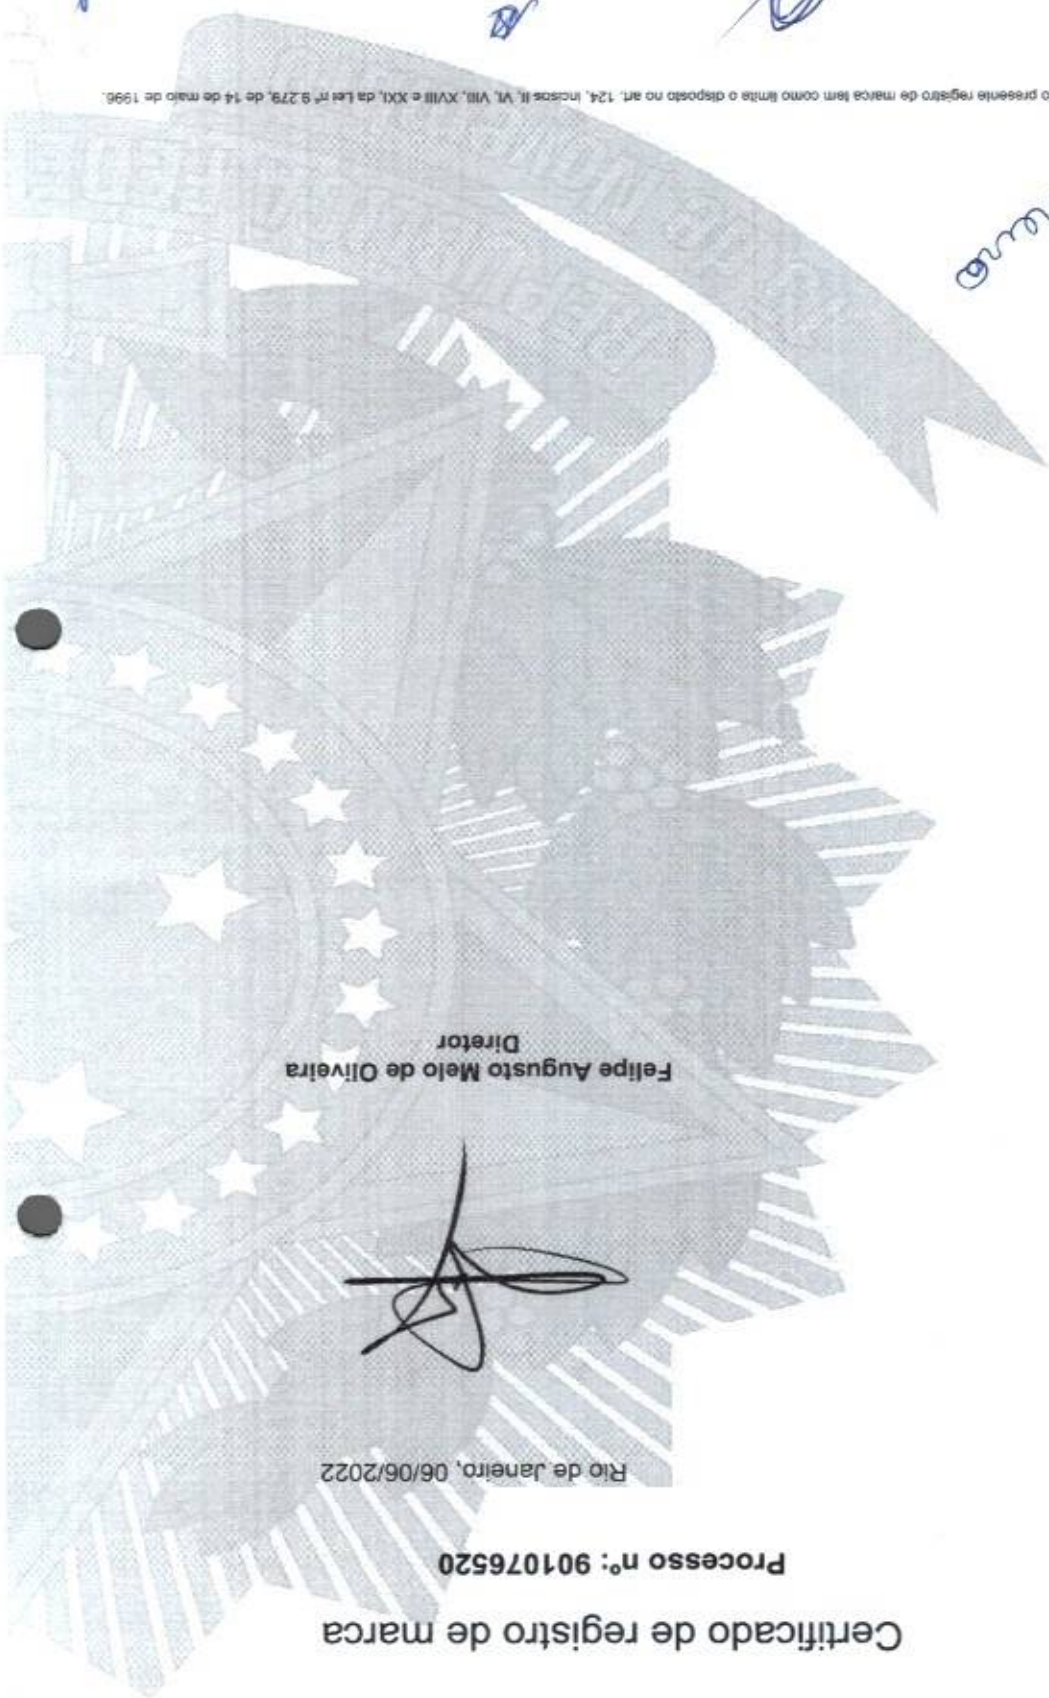 Certificado de registro de marca
Processo nº: 901076520
Rio de Janeiro, 06/06/2022
Felipe Augusto Melo de Oliveira
Diretor
o presente registro de marca tem como limite o disposto no art. 124, incisos II, VI, VIII, XVIII e XXI, da Lei nº 9.279, de 14 de maio de 1996.